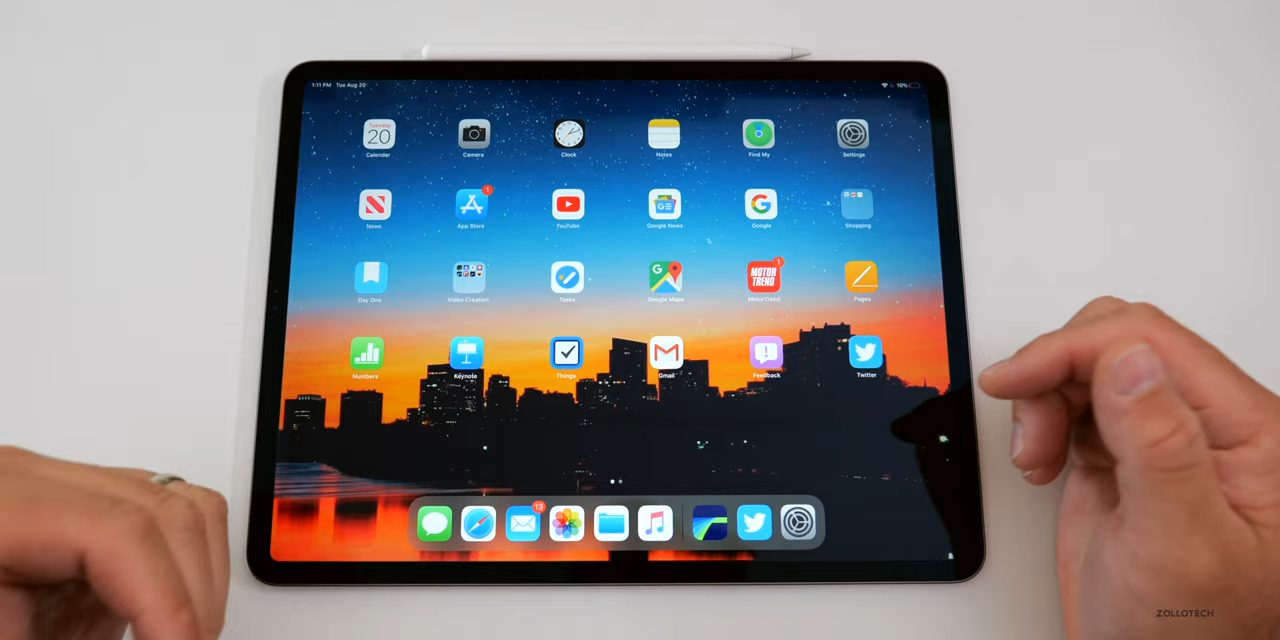 1:11 PM Tue Aug 20 10%
Tuesday
20
Calendar Camera Clock Notes Find My Settings
1
News App Store YouTube Google News Google Shopping
MOTOR
TREND
1
Day One Video Creation Tasks Google Maps MotorTrend Pages
Numbers Keynote Things Gmail Feedback Twitter
13
ZOLLOTECH